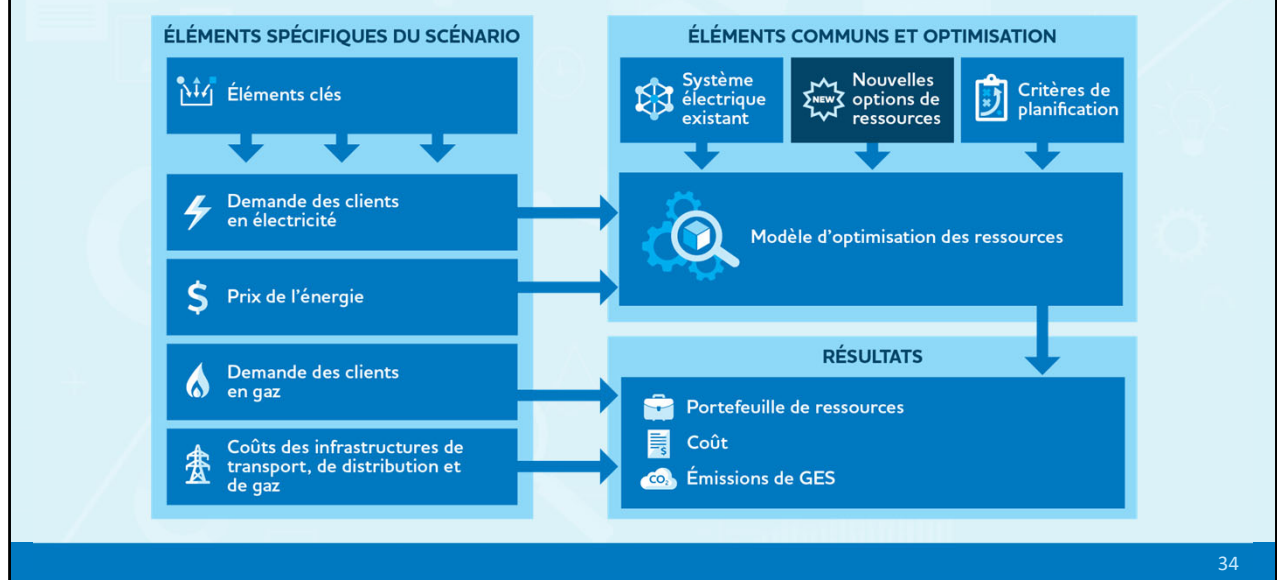 ÉLÉMENTS SPÉCIFIQUES DU SCÉNARIO
Éléments clés
Demande des clients
en électricité
Prix de l'énergie
Demande des clients
en gaz
Coûts des infrastructures de
transport, de distribution et
de gaz
ÉLÉMENTS COMMUNS ET OPTIMISATION
Système
électrique
existant
NEW
Nouvelles
options de
ressources
Critères de
planification
Modèle d'optimisation des ressources
RÉSULTATS
Portefeuille de ressources
$
Coût
CO₂
Émissions de GES
34